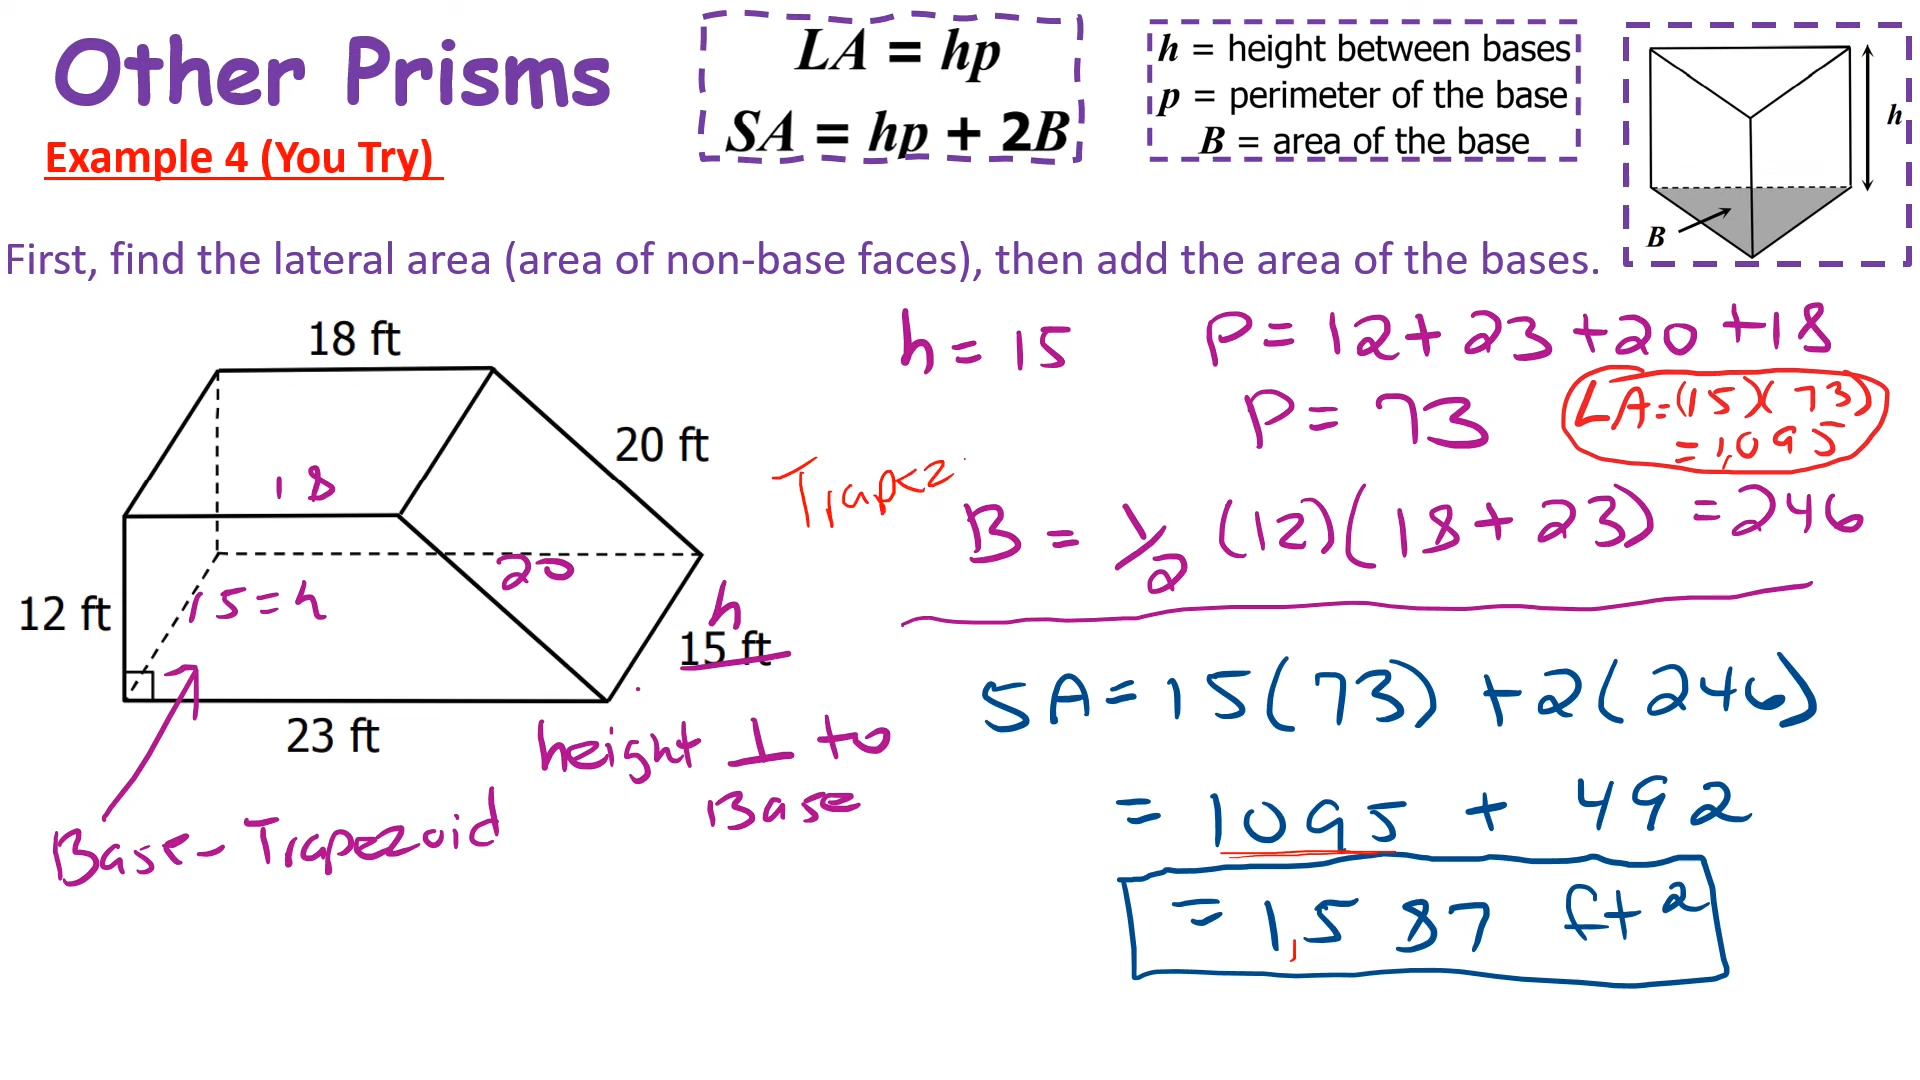 Other Prisms
Example 4 (You Try)
LA = hp
SA = hp + 2B
h = height between bases
p = perimeter of the base
B = area of the base
h
B
First, find the lateral area (area of non-base faces), then add the area of the bases.
18 ft
20 ft
18
12 ft
15 = h
20
h
15 ft
23 ft
height ⊥ to
Base
Base - Trapezoid
h = 15
P = 12 + 23 + 20 + 18
P = 73
LA = (15)(73)
= 1,095
Trapez
B = 1/2 (12)(18 + 23) = 246
SA = 15(73) + 2(246)
= 1095 + 492
= 1,587 ft²